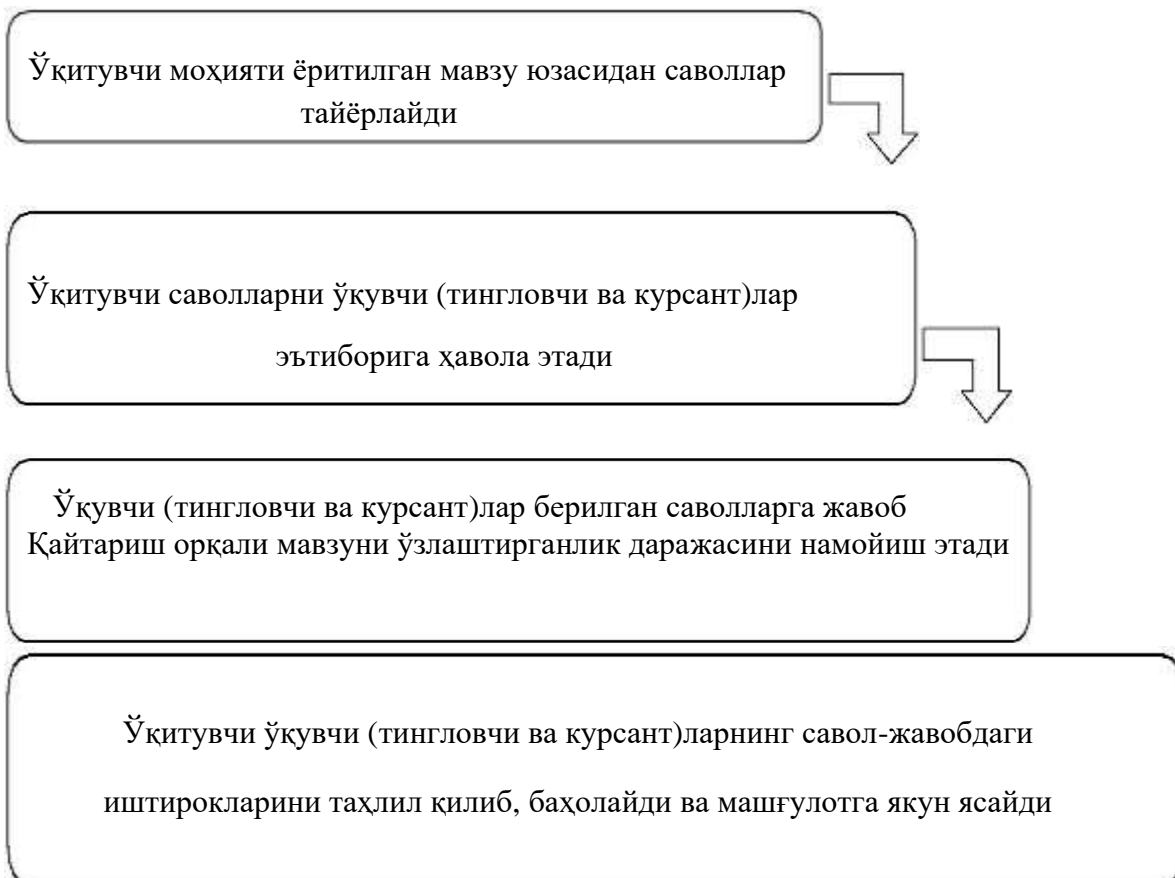 Ўқитувчи моҳияти ёритилган мавзу юзасидан саволлар
тайёрлайди
Ўқитувчи саволларни ўқувчи (тингловчи ва курсант)лар
эътиборига ҳавола этади
Ўқувчи (тингловчи ва курсант)лар берилган саволларга жавоб
Қайтариш орқали мавзуни ўзлаштирганлик даражасини намойиш этади
Ўқитувчи ўқувчи (тингловчи ва курсант)ларнинг савол-жавобдаги
иштирокларини таҳлил қилиб, баҳолайди ва машғулотга якун ясайди